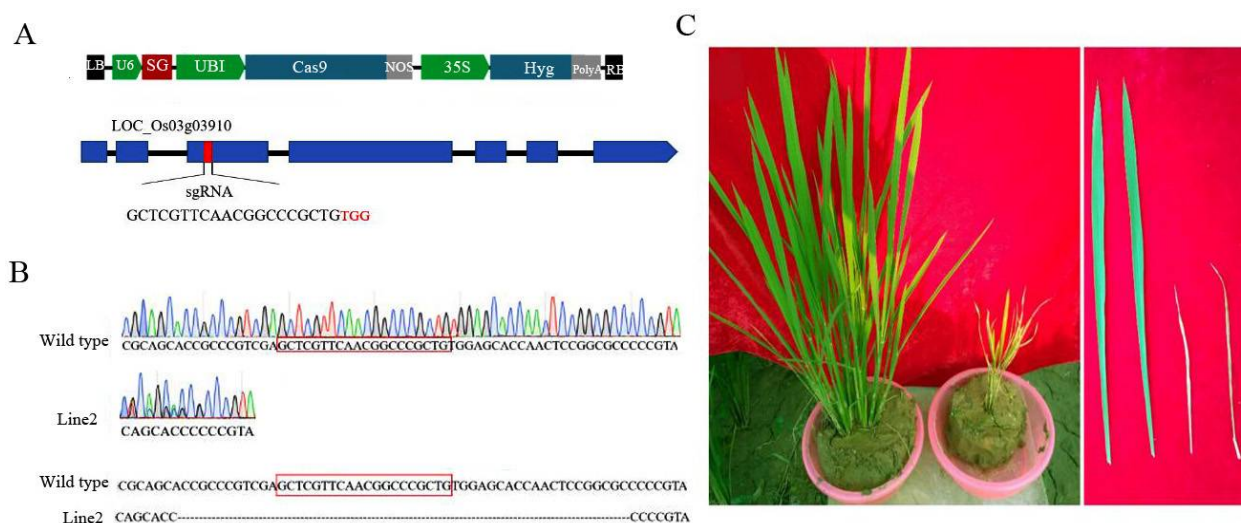 A
LB U6 SG UBI Cas9 NOS 35S Hyg PolyA RB
LOC_Os03g03910
sgRNA
GCTCGTTCAACGGCCCGCTGTGG
B
Wild type CGCAGCACCGCCCGTCGAGCTCGTTCAACGGCCCGCTGTGGAGCACCAACTCCGGCGCCCCCGTA
Line2 CAGCACCCCCCGTA
Wild type CGCAGCACCGCCCGTCGAGCTCGTTCAACGGCCCGCTGTGGAGCACCAACTCCGGCGCCCCCGTA
Line2 CAGCACC---------------------------------------------------------------------------------------------------CCCCGTA
C